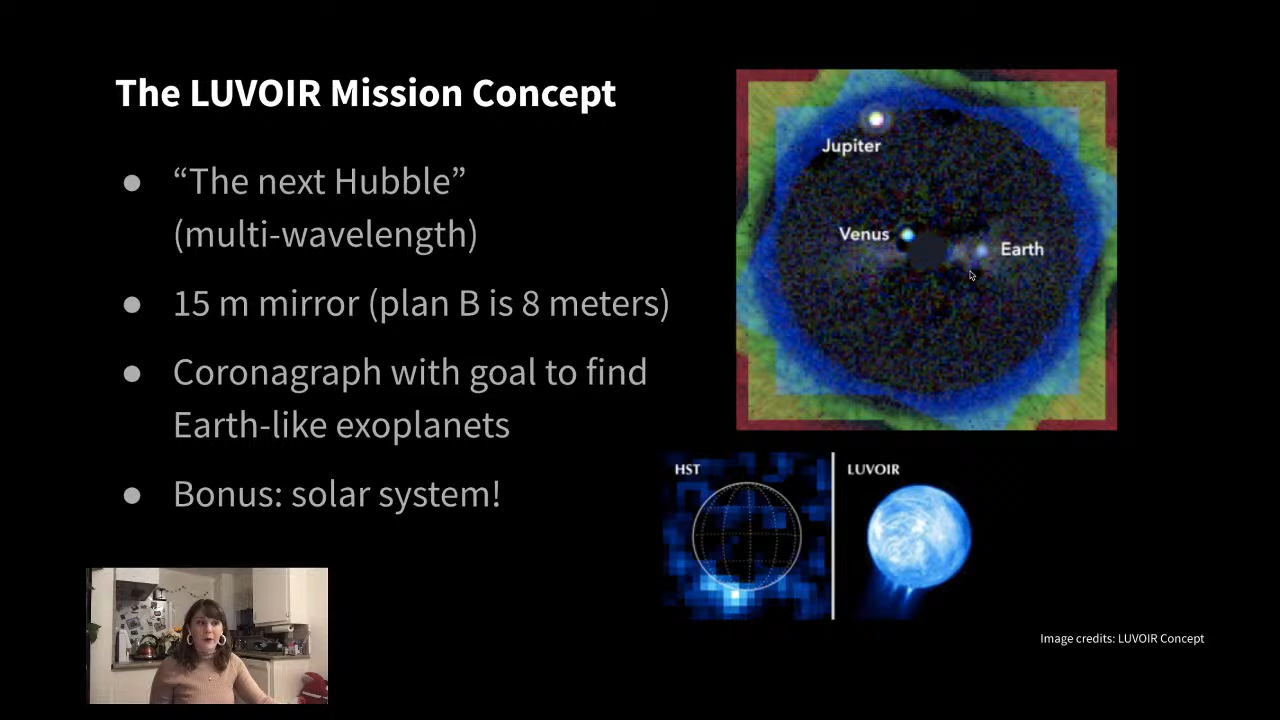 The LUVOIR Mission Concept
● “The next Hubble”
(multi-wavelength)
● 15 m mirror (plan B is 8 meters)
● Coronagraph with goal to find
Earth-like exoplanets
● Bonus: solar system!
Jupiter
Venus
Earth
HST
LUVOIR
Image credits: LUVOIR Concept